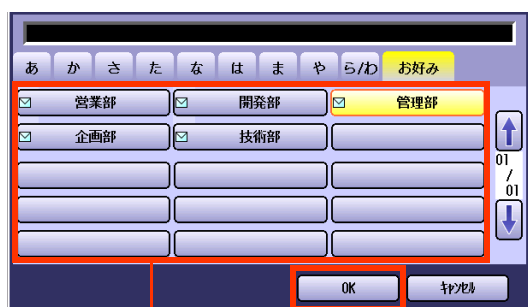 あ か さ た な は ま や ら/わ お好み
営業部 開発部 管理部
企画部 技術部
01
/
01
OK ｷｬﾝｾﾙ